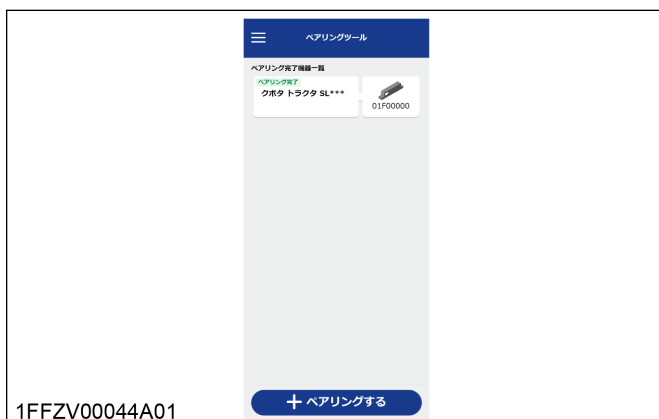 ペアリングツール
ペアリング完了機器一覧
ペアリング完了
クボタ トラクタ SL***
01F00000
ペアリングする
1FFZV00044A01